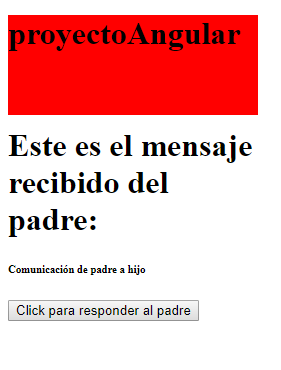 proyectoAngular
Este es el mensaje
recibido del
padre:
Comunicación de padre a hijo
Click para responder al padre